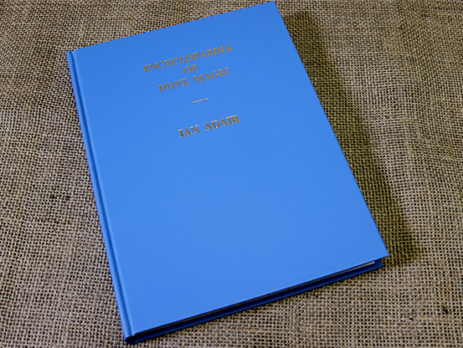 ENCYCLOPAEDIA
OF
DOVE MAGIC
IAN ADAIR